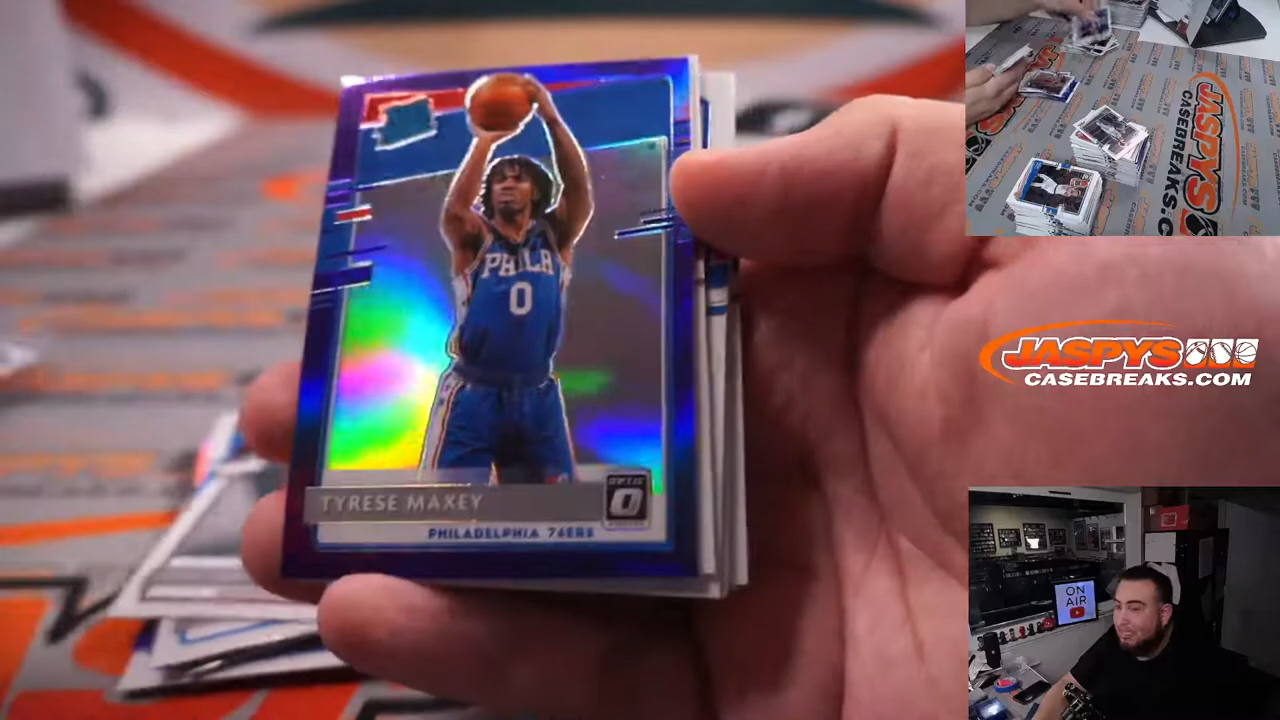 PHILA
0
TYRESE MAXEY
OPTIC
PHILADELPHIA 76ERS
JASPYS
CASEBREAKS.COM
JASPYS
CASEBREAKS.COM
ON
AIR